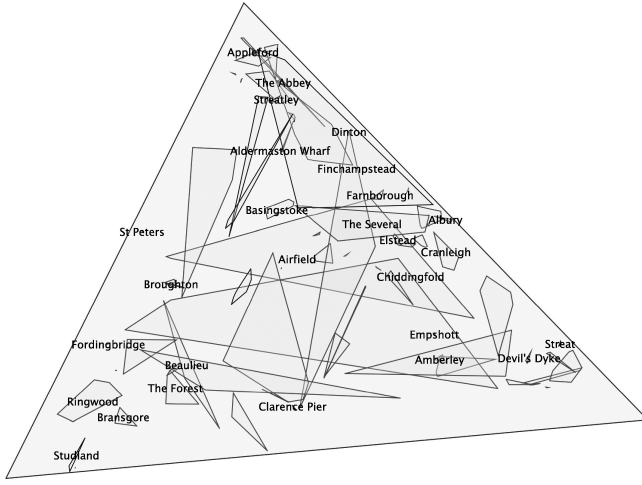 Appleford
The Abbey
Streatley
Dinton
Aldermaston Wharf
Finchampstead
Farnborough
Basingstoke
Albury
The Several
St Peters
Elstead
Cranleigh
Airfield
Chiddingfold
Broughton
Empshott
Fordingbridge
Streat
Amberley
Devil's Dyke
Beaulieu
The Forest
Ringwood
Clarence Pier
Bransgore
Studland